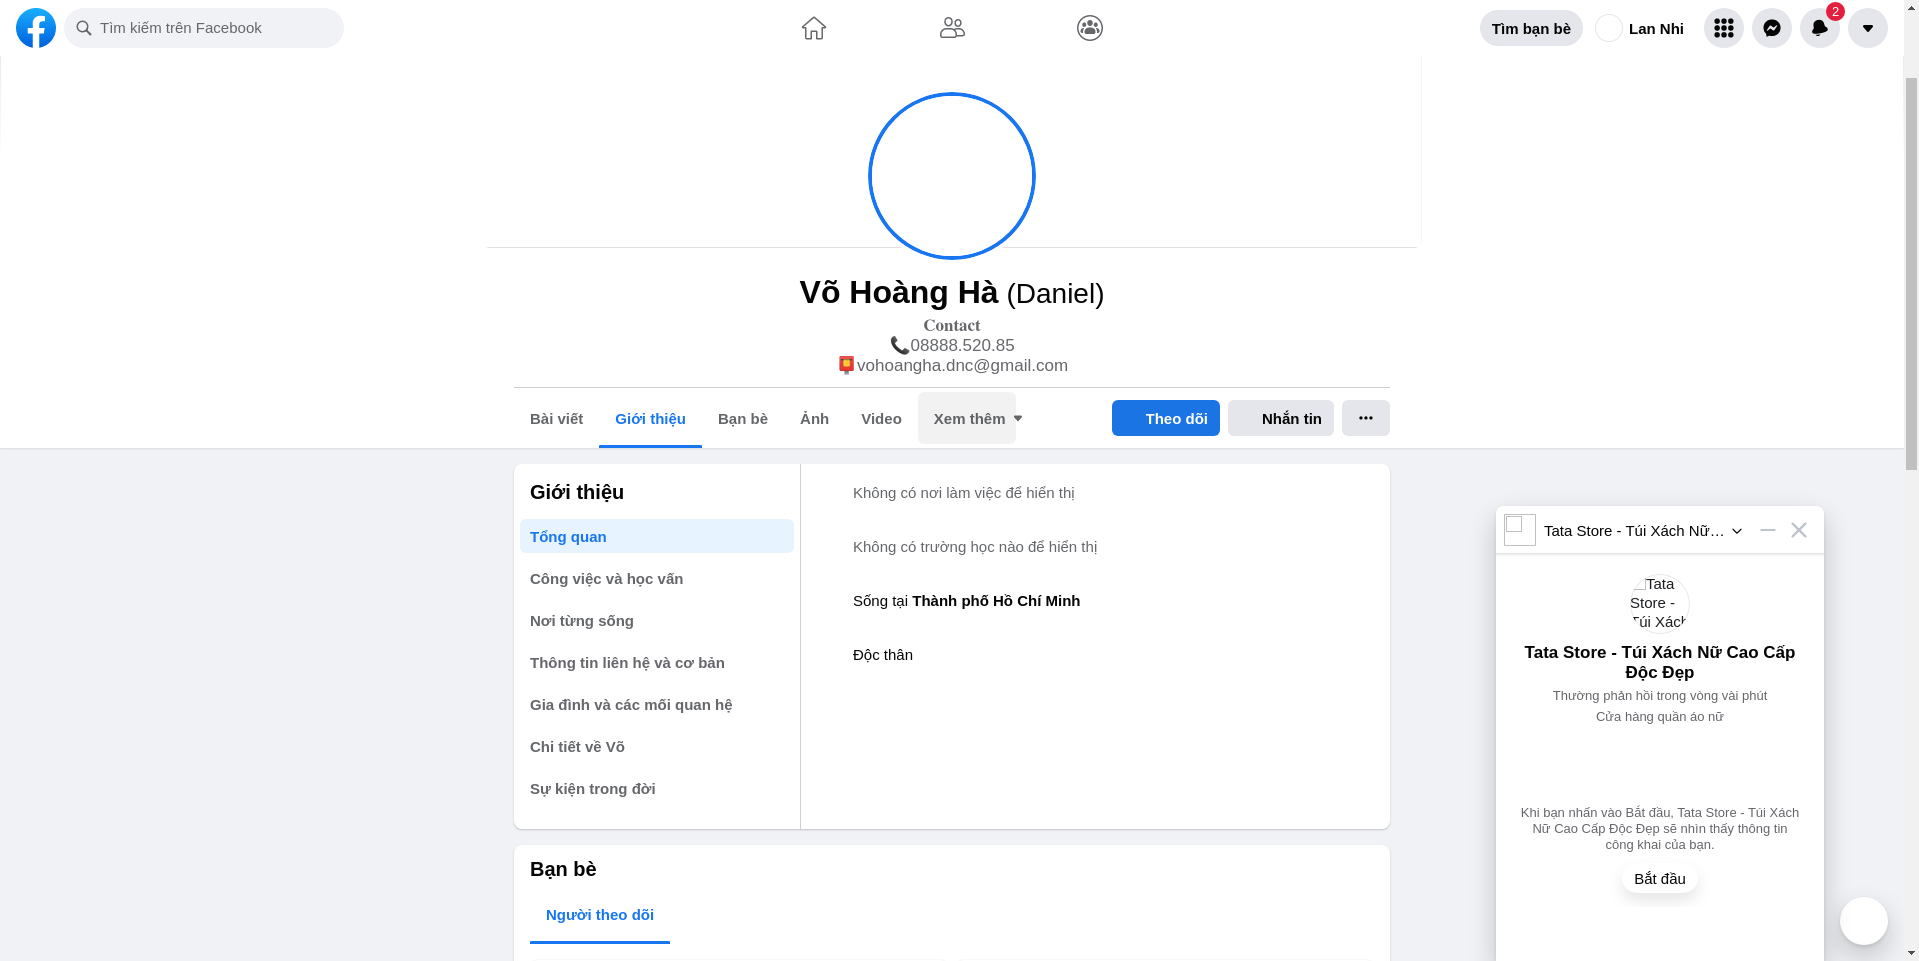 Tìm kiếm trên Facebook
Tìm bạn bè
Lan Nhi
2
Võ Hoàng Hà (Daniel)
Contact
📞08888.520.85
📮vohoangha.dnc@gmail.com
Bài viết
Giới thiệu
Bạn bè
Ảnh
Video
Xem thêm
Theo dõi
Nhắn tin
Giới thiệu
Tổng quan
Công việc và học vấn
Nơi từng sống
Thông tin liên hệ và cơ bản
Gia đình và các mối quan hệ
Chi tiết về Võ
Sự kiện trong đời
Không có nơi làm việc để hiển thị
Không có trường học nào để hiển thị
Sống tại Thành phố Hồ Chí Minh
Độc thân
Bạn bè
Người theo dõi
Tata Store - Túi Xách Nữ…
Tata
Store -
Túi Xách
Tata Store - Túi Xách Nữ Cao Cấp
Độc Đẹp
Thường phản hồi trong vòng vài phút
Cửa hàng quần áo nữ
Khi bạn nhấn vào Bắt đầu, Tata Store - Túi Xách
Nữ Cao Cấp Độc Đẹp sẽ nhìn thấy thông tin
công khai của bạn.
Bắt đầu